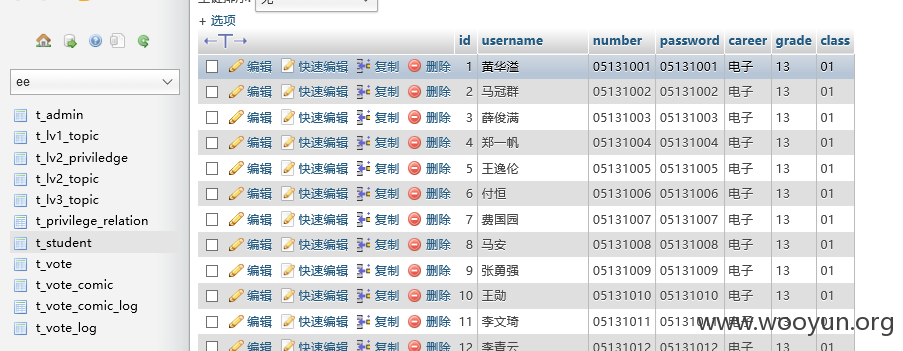 + 选项
←T→ id username number password career grade class
编辑 快速编辑 复制 删除 1 黄华溢 05131001 05131001 电子 13 01
编辑 快速编辑 复制 删除 2 马冠群 05131002 05131002 电子 13 01
编辑 快速编辑 复制 删除 3 薛俊满 05131003 05131003 电子 13 01
编辑 快速编辑 复制 删除 4 郑一帆 05131004 05131004 电子 13 01
编辑 快速编辑 复制 删除 5 王逸伦 05131005 05131005 电子 13 01
编辑 快速编辑 复制 删除 6 付恒 05131006 05131006 电子 13 01
编辑 快速编辑 复制 删除 7 龚国园 05131007 05131007 电子 13 01
编辑 快速编辑 复制 删除 8 马安 05131008 05131008 电子 13 01
编辑 快速编辑 复制 删除 9 张勇强 05131009 05131009 电子 13 01
编辑 快速编辑 复制 删除 10 王勋 05131010 05131010 电子 13 01
编辑 快速编辑 复制 删除 11 李文琦 05131011 05131011 电子 13 01
编辑 快速编辑 复制 删除 12 李青云
ee
t_admin
t_lv1_topic
t_lv2_priviledge
t_lv2_topic
t_lv3_topic
t_privilege_relation
t_student
t_vote
t_vote_comic
t_vote_comic_log
t_vote_log
www.wooyun.org